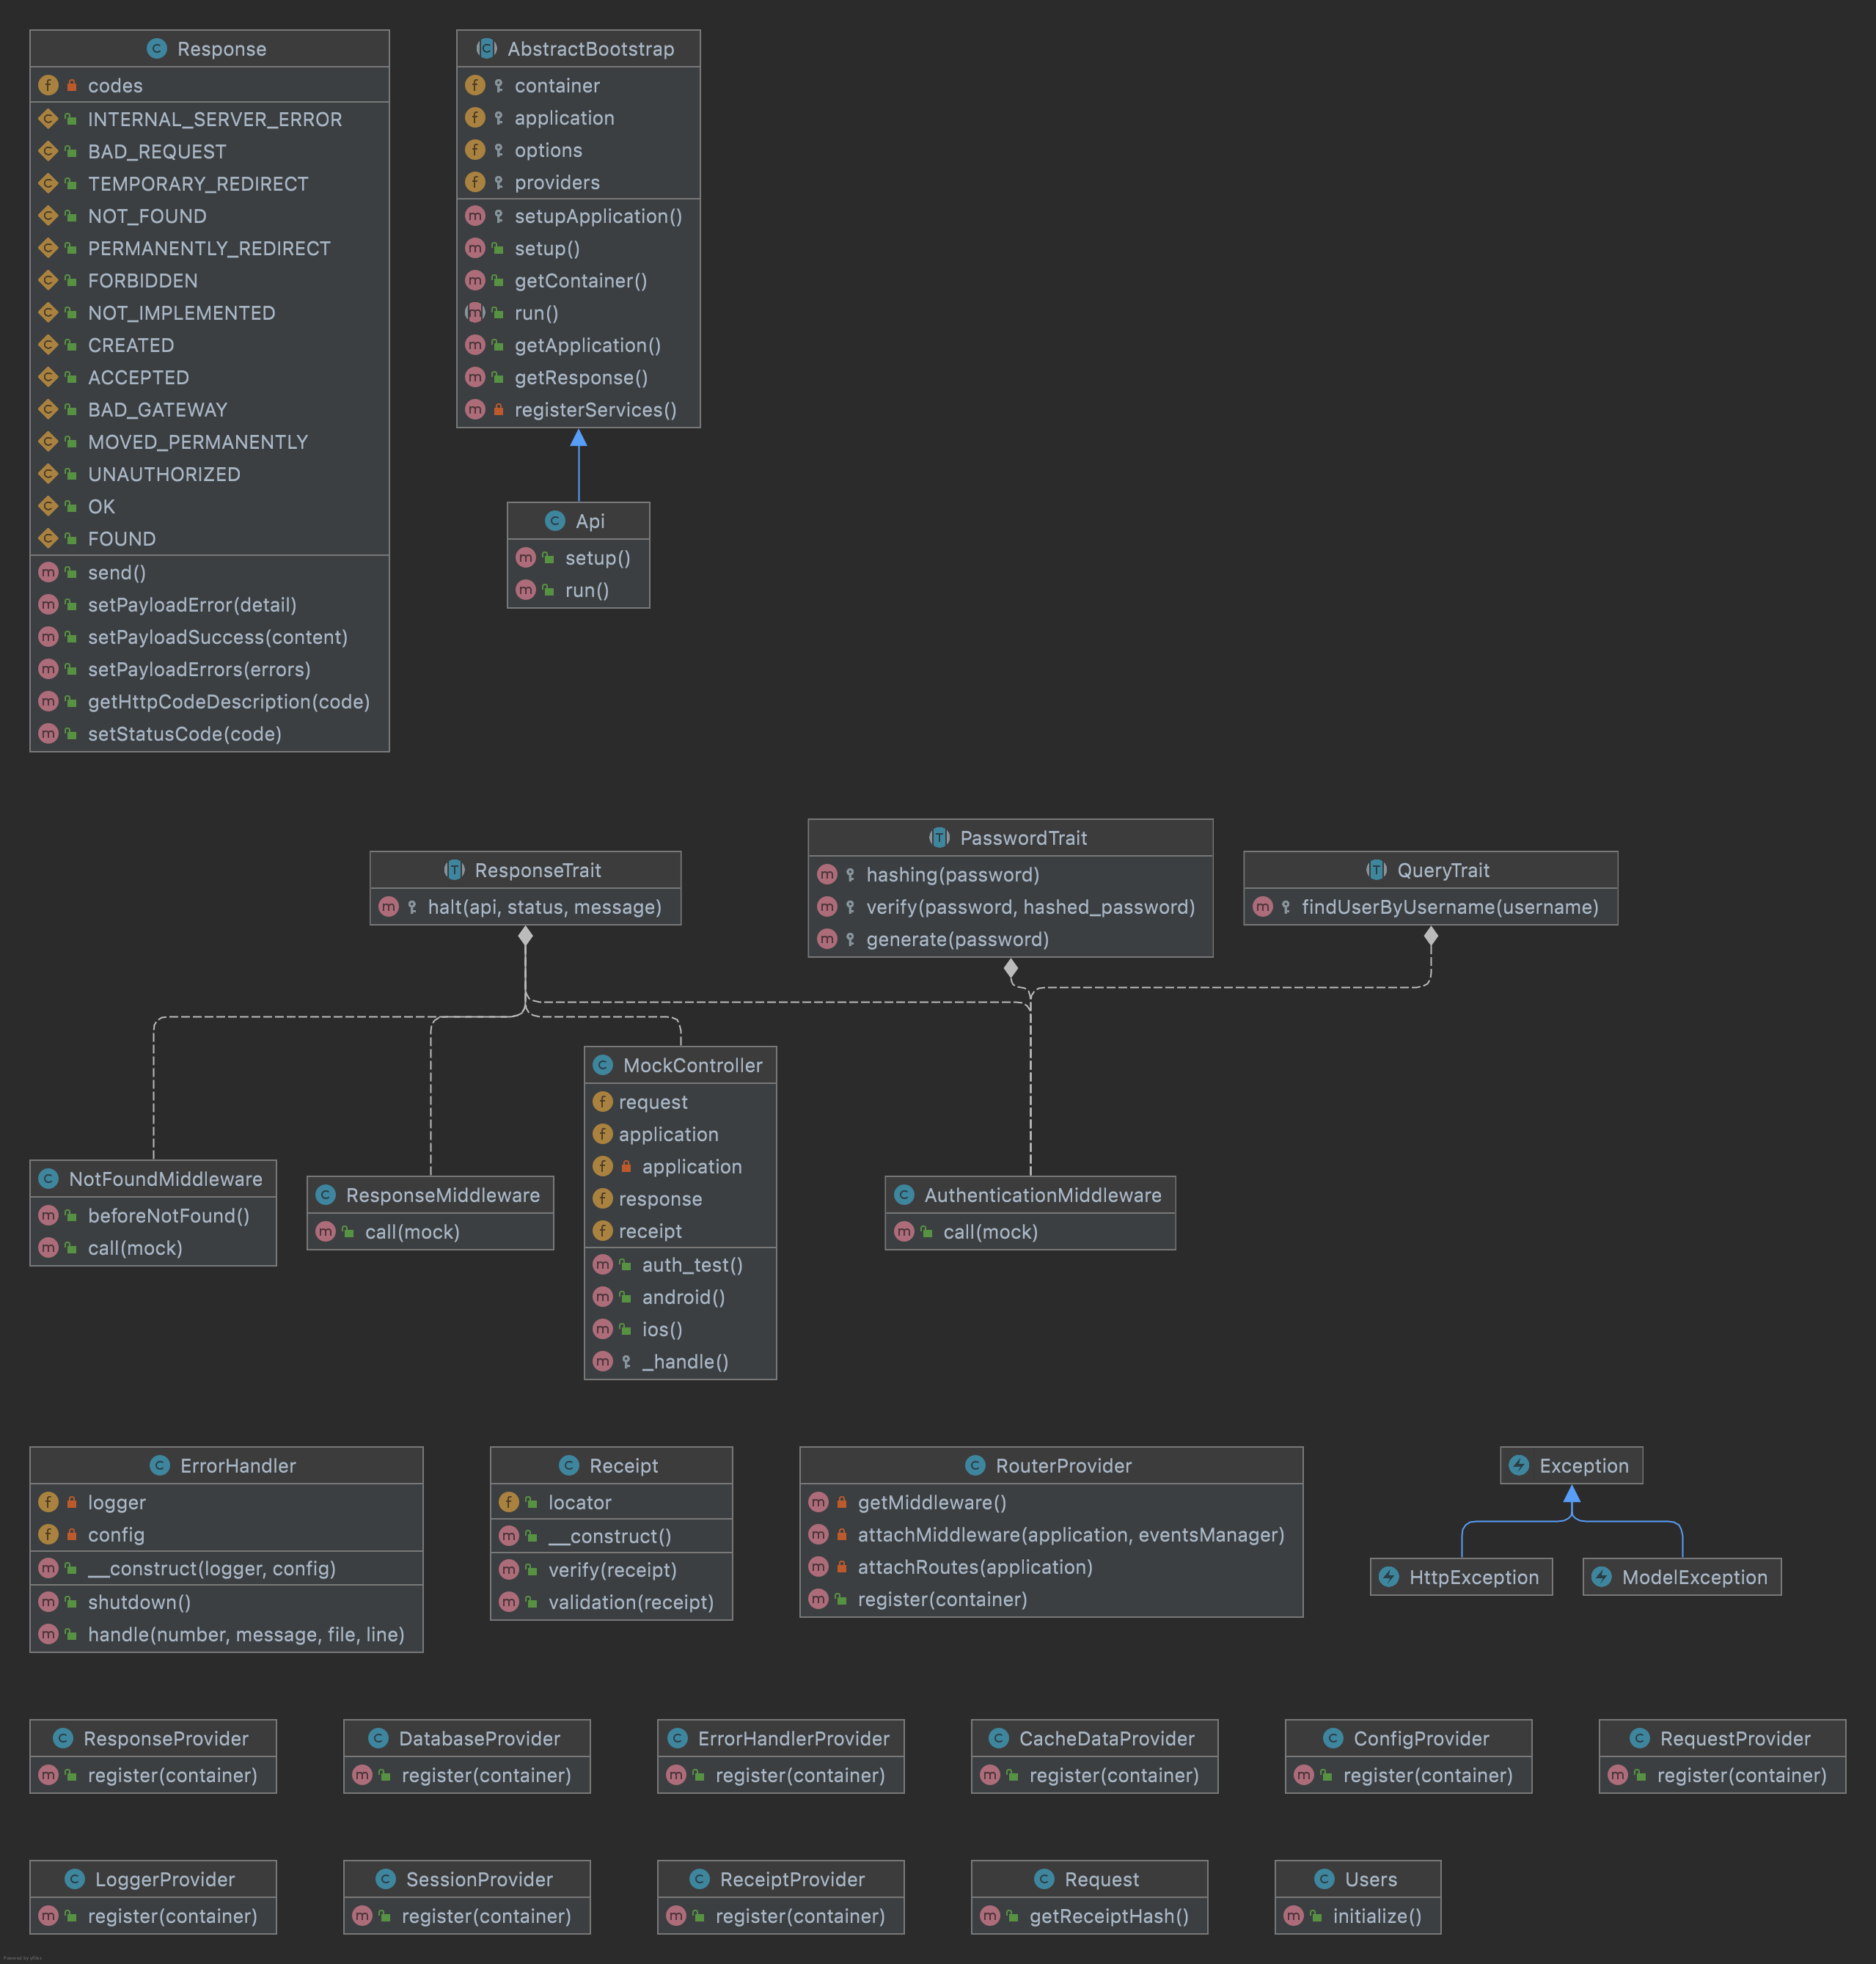 Response
codes
INTERNAL_SERVER_ERROR
BAD_REQUEST
TEMPORARY_REDIRECT
NOT_FOUND
PERMANENTLY_REDIRECT
FORBIDDEN
NOT_IMPLEMENTED
CREATED
ACCEPTED
BAD_GATEWAY
MOVED_PERMANENTLY
UNAUTHORIZED
OK
FOUND
send()
setPayloadError(detail)
setPayloadSuccess(content)
setPayloadErrors(errors)
getHttpCodeDescription(code)
setStatusCode(code)
AbstractBootstrap
container
application
options
providers
setupApplication()
setup()
getContainer()
run()
getApplication()
getResponse()
registerServices()
Api
setup()
run()
ResponseTrait
halt(api, status, message)
PasswordTrait
hashing(password)
verify(password, hashed_password)
generate(password)
QueryTrait
findUserByUsername(username)
NotFoundMiddleware
beforeNotFound()
call(mock)
ResponseMiddleware
call(mock)
MockController
request
application
application
response
receipt
auth_test()
android()
ios()
_handle()
AuthenticationMiddleware
call(mock)
ErrorHandler
logger
config
__construct(logger, config)
shutdown()
handle(number, message, file, line)
Receipt
locator
__construct()
verify(receipt)
validation(receipt)
RouterProvider
getMiddleware()
attachMiddleware(application, eventsManager)
attachRoutes(application)
register(container)
Exception
HttpException
ModelException
ResponseProvider
register(container)
DatabaseProvider
register(container)
ErrorHandlerProvider
register(container)
CacheDataProvider
register(container)
ConfigProvider
register(container)
RequestProvider
register(container)
LoggerProvider
register(container)
SessionProvider
register(container)
ReceiptProvider
register(container)
Request
getReceiptHash()
Users
initialize()
Powered by yFiles